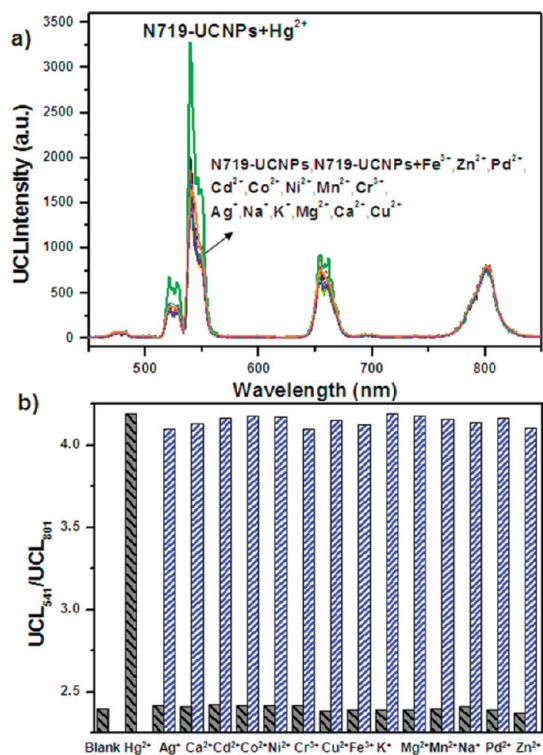 a)
N719-UCNPs+Hg²⁺
N719-UCNPs,N719-UCNPs+Fe³⁺,Zn²⁺,Pd²⁺,
Cd²⁺,Co²⁺,Ni²⁺,Mn²⁺,Cr³⁺,
Ag⁺,Na⁺,K⁺,Mg²⁺,Ca²⁺,Cu²⁺
UCLIntensity (a.u.)
3500
3000
2500
2000
1500
1000
500
0
500 600 700 800
Wavelength (nm)
b)
UCL₅₄₁/UCL₈₀₁
4.0
3.5
3.0
2.5
Blank Hg²⁺ Ag⁺ Ca²⁺ Cd²⁺ Co²⁺ Ni²⁺ Cr³⁺ Cu²⁺ Fe³⁺ K⁺ Mg²⁺ Mn²⁺ Na⁺ Pd²⁺ Zn²⁺